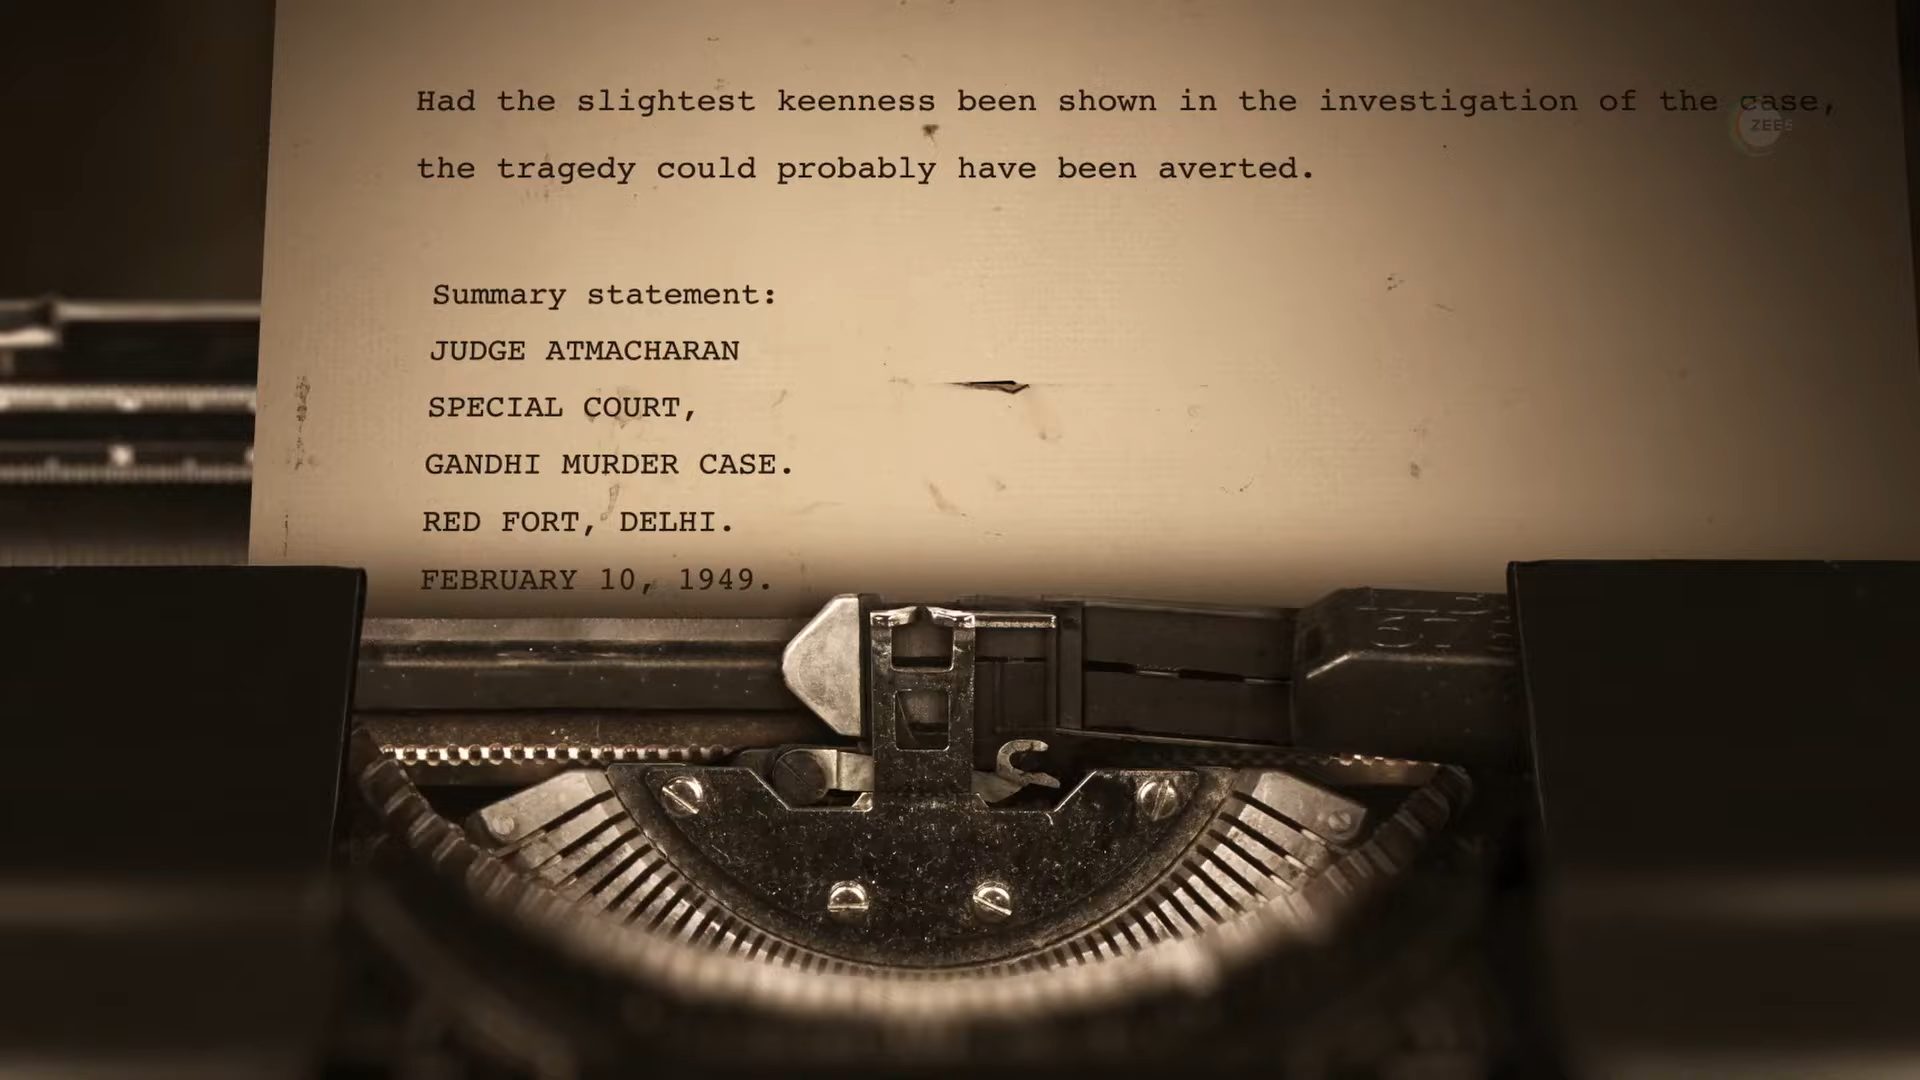 Had the slightest keenness been shown in the investigation of the case,
ZEE5
the tragedy could probably have been averted.
Summary statement:
JUDGE ATMACHARAN
SPECIAL COURT,
GANDHI MURDER CASE.
RED FORT, DELHI.
FEBRUARY 10, 1949.